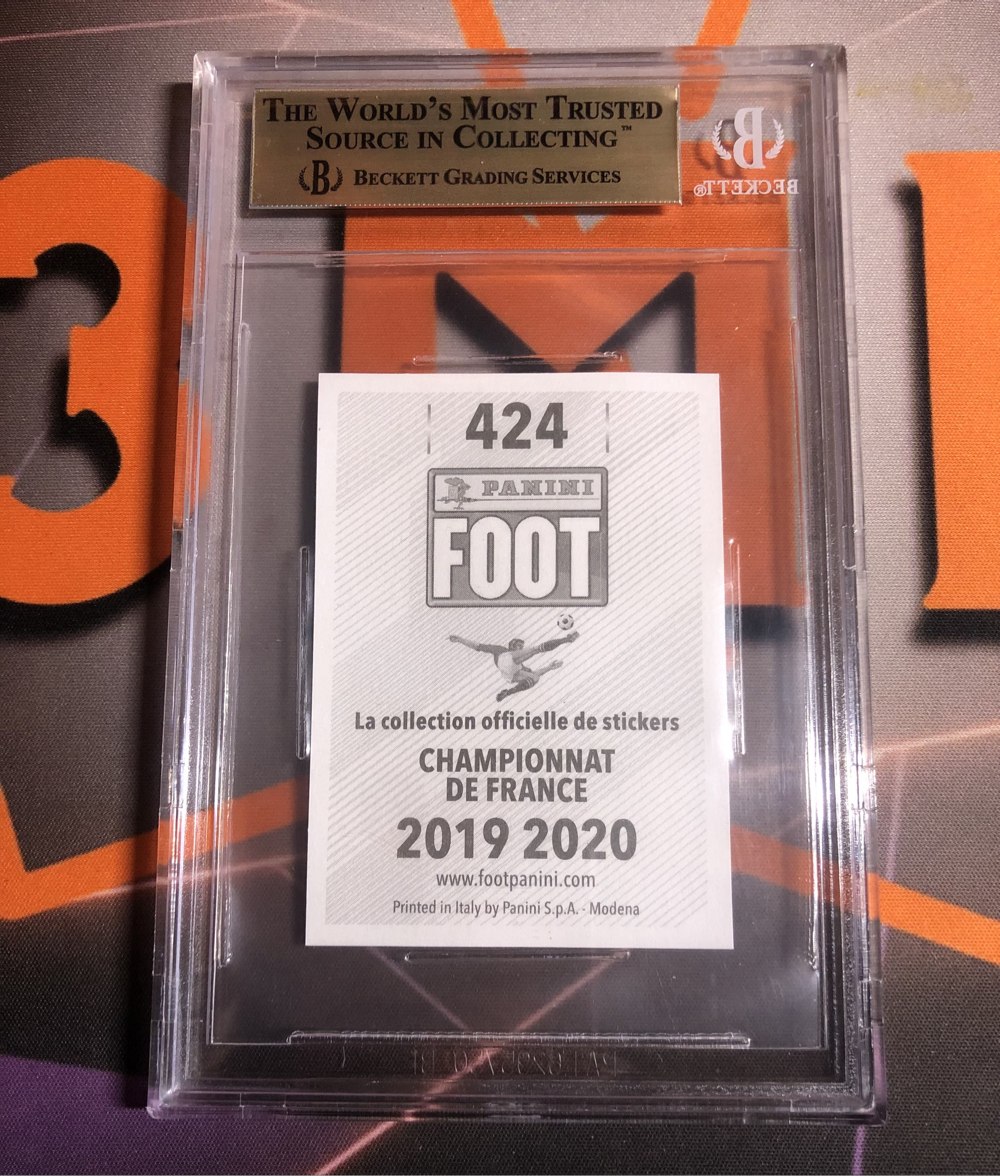 THE WORLD'S MOST TRUSTED
SOURCE IN COLLECTING™
B BECKETT GRADING SERVICES
B
BECKETT®
424
PANINI
FOOT
La collection officielle de stickers
CHAMPIONNAT
DE FRANCE
2019 2020
www.footpanini.com
Printed in Italy by Panini S.p.A. - Modena